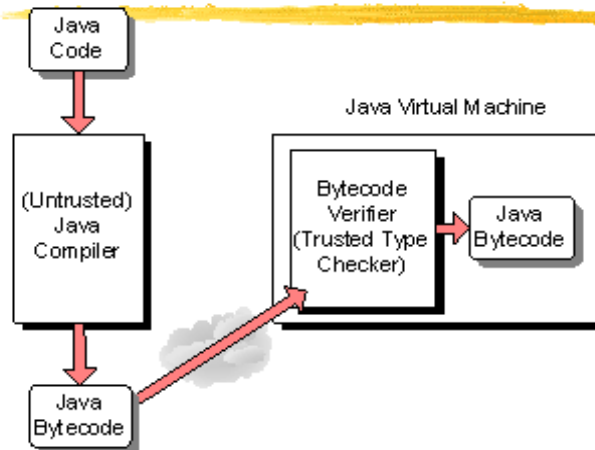 Java
Code
Java Virtual Machine
(Untrusted)
Java
Compiler
Bytecode
Verifier
(Trusted Type
Checker)
Java
Bytecode
Java
Bytecode